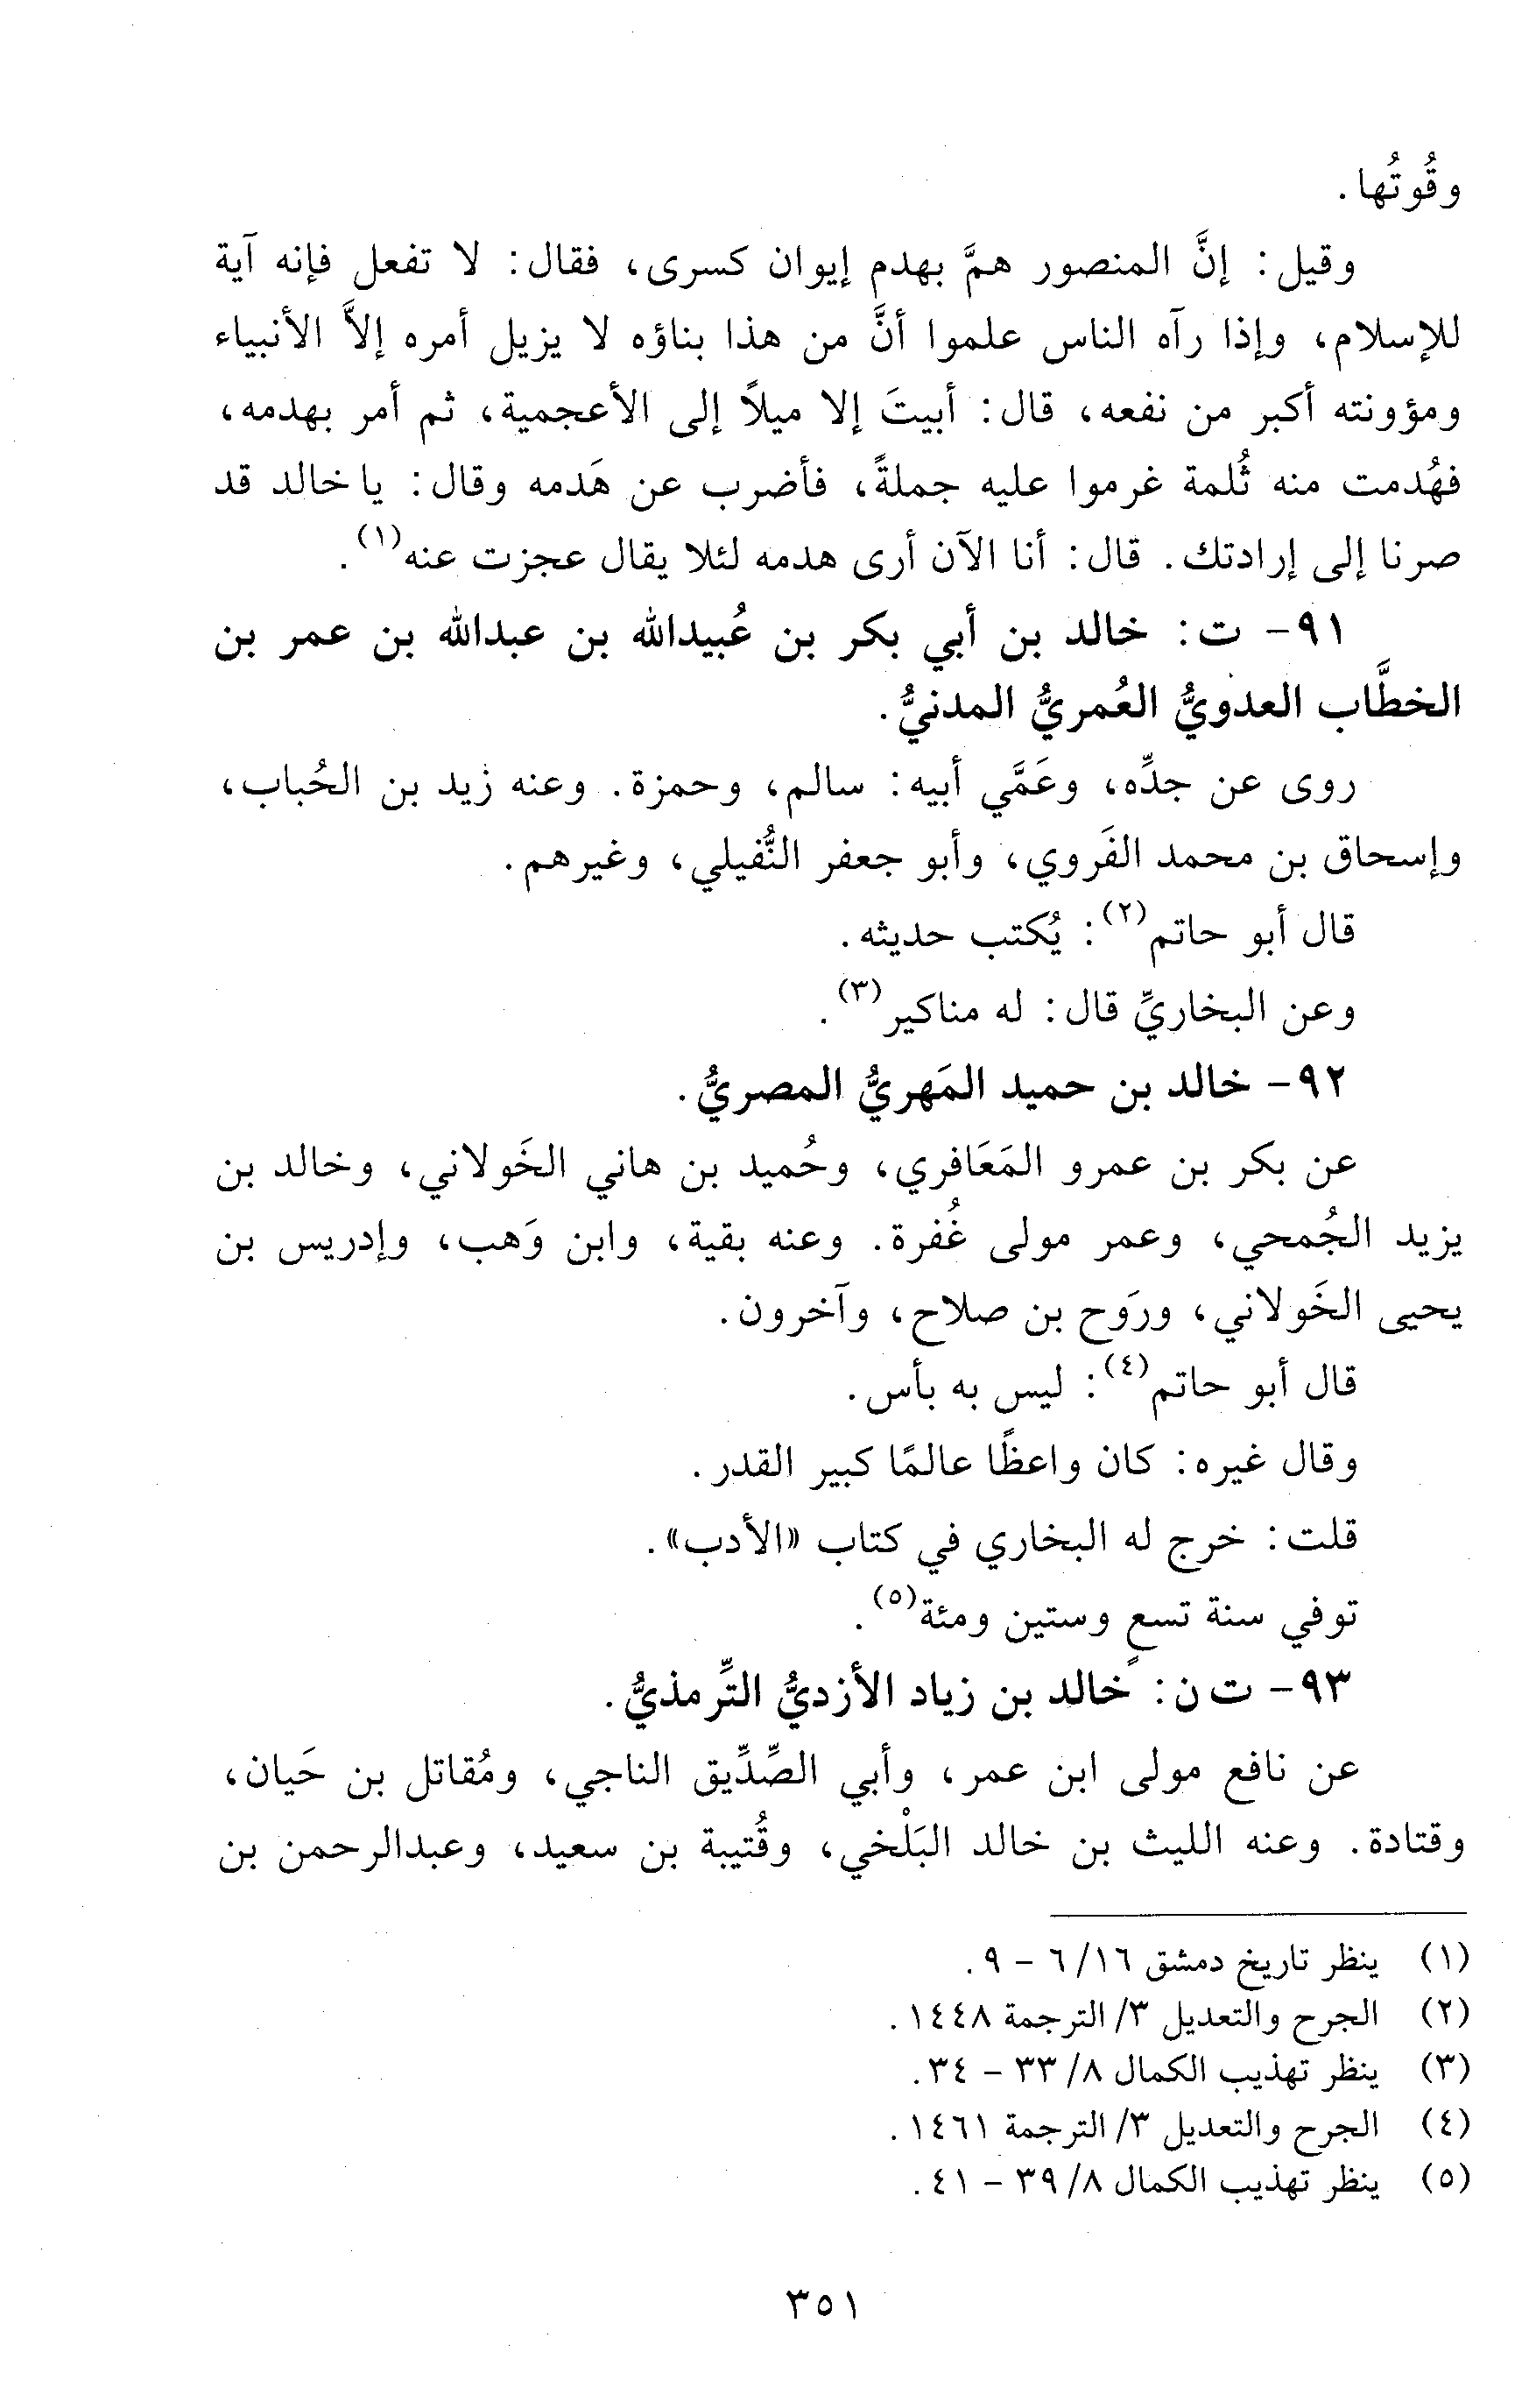 وقُوتُها.
وقيل: إنَّ المنصور همَّ بهدم إيوان كسرى، فقال: لا تفعل فإنه آية
للإسلام، وإذا رآه الناس علموا أنَّ من هذا بناؤه لا يزيل أمره إلاَّ الأنبياء
ومؤونته أكبر من نفعه، قال: أبيتَ إلا ميلاً إلى الأعجمية، ثم أمر بهدمه،
فهُدمت منه ثُلمة غرموا عليه جملةً، فأضرب عن هَدمه وقال: يا خالد قد
صرنا إلى إرادتك. قال: أنا الآن أرى هدمه لئلا يقال عجزت عنه(١).
٩١- ت: خالد بن أبي بكر بن عُبيدالله بن عبدالله بن عمر بن
الخطَّاب العدويُّ العُمريُّ المدنيُّ.
روى عن جدِّه، وعَمَّي أبيه: سالم، وحمزة. وعنه زيد بن الحُباب،
وإسحاق بن محمد الفَروي، وأبو جعفر النُّفيلي، وغيرهم.
قال أبو حاتم(٢): يُكتب حديثه.
وعن البخاريِّ قال: له مناكير(٣).
٩٢- خالد بن حميد المَهريُّ المصريُّ.
عن بكر بن عمرو المَعَافري، وحُميد بن هاني الخَولاني، وخالد بن
يزيد الجُمحي، وعمر مولى غُفرة. وعنه بقية، وابن وَهب، وإدريس بن
يحيى الخَولاني، ورَوح بن صلاح، وآخرون.
قال أبو حاتم(٤): ليس به بأس.
وقال غيره: كان واعظًا عالمًا كبير القدر.
قلت: خرج له البخاري في كتاب «الأدب».
توفي سنة تسعٍ وستين ومئة(٥).
٩٣- ت ن: خالد بن زياد الأزديُّ التِّرمذيُّ.
عن نافع مولى ابن عمر، وأبي الصِّدِّيق الناجي، ومُقاتل بن حَيان،
وقتادة. وعنه الليث بن خالد البَلْخي، وقُتيبة بن سعيد، وعبدالرحمن بن
(١) ينظر تاريخ دمشق ١٦/ ٦ - ٩.
(٢) الجرح والتعديل ٣/ الترجمة ١٤٤٨.
(٣) ينظر تهذيب الكمال ٨/ ٣٣ - ٣٤.
(٤) الجرح والتعديل ٣/ الترجمة ١٤٦١.
(٥) ينظر تهذيب الكمال ٨/ ٣٩ - ٤١.
٣٥١